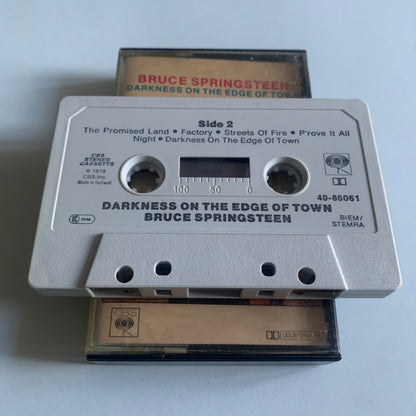 BRUCE SPRINGSTEEN
DARKNESS ON THE EDGE OF TOWN
Side 2
The Promised Land • Factory • Streets Of Fire • P'rove It All
Night • Darkness On The Edge Of Town
CBS
STEREO
CASSETTE
℗ 1978
CBS Inc.
Made in Holland
100 50 0
40-86061
DARKNESS ON THE EDGE OF TOWN
BRUCE SPRINGSTEEN
BIEM/
STEMRA
CBS
DOLBY SYSTEM